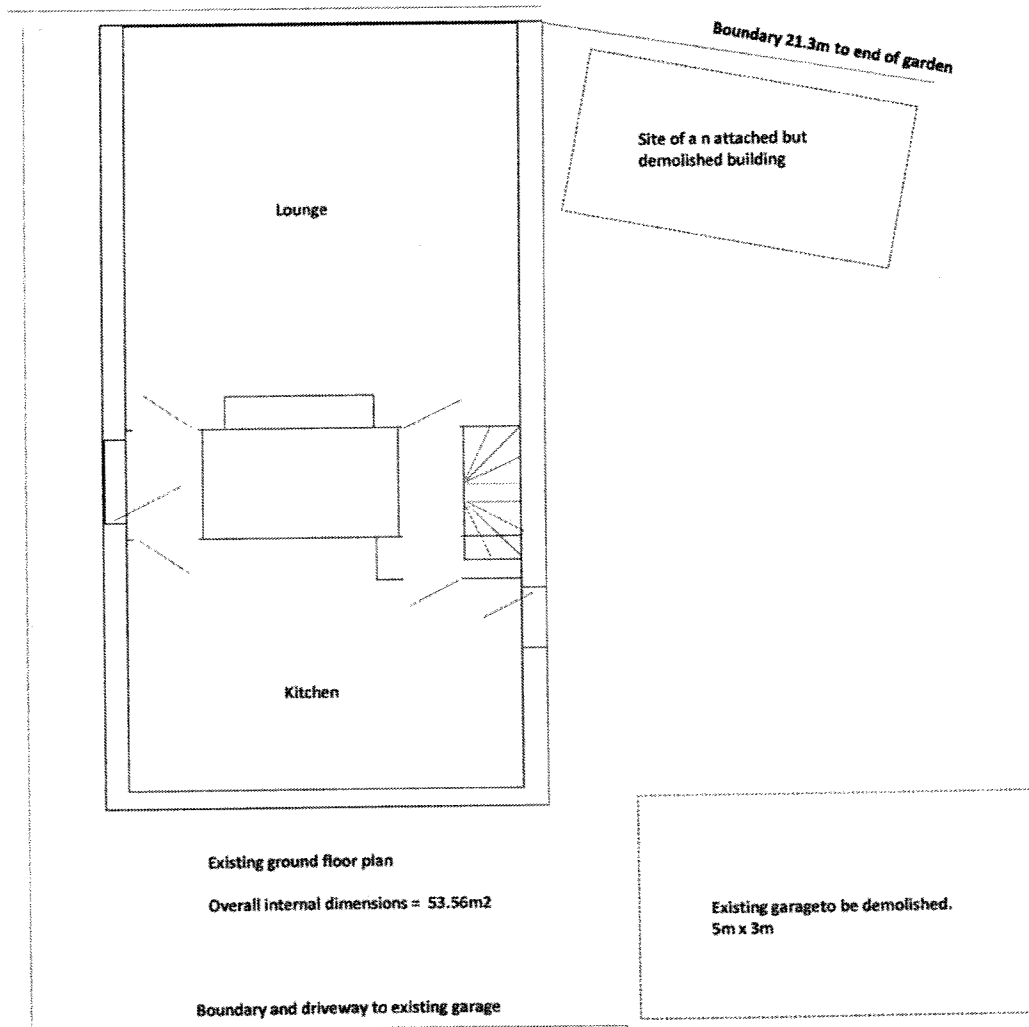 Boundary 21.3m to end of garden
Site of a n attached but
demolished building
Lounge
Kitchen
Existing ground floor plan
Overall internal dimensions = 53.56m2
Existing garageto be demolished.
5m x 3m
Boundary and driveway to existing garage